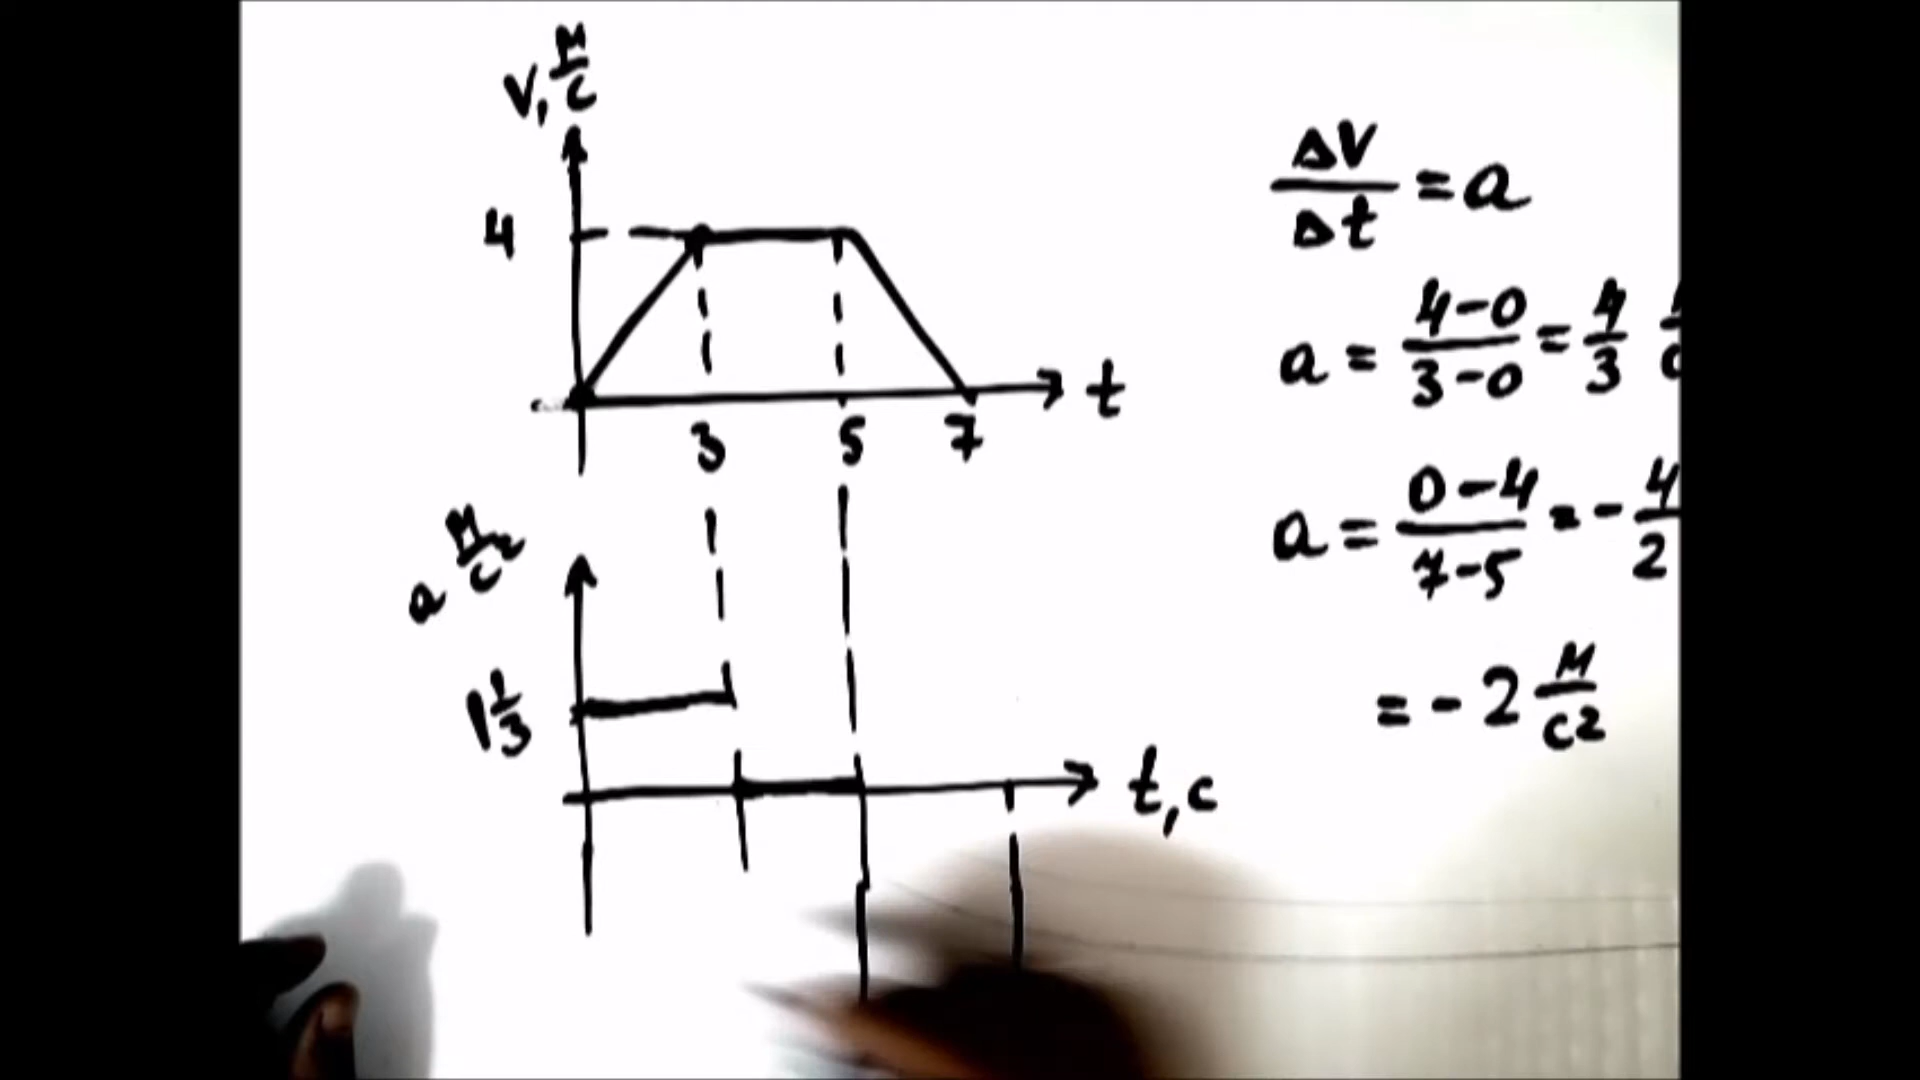 V, м/с
4
t
3 5 7
a м/с²
1 1/3
t, c
ΔV/Δt = a
a = 4-0/3-0 = 4/3
a = 0-4/7-5 = - 4/2
= - 2 м/c2